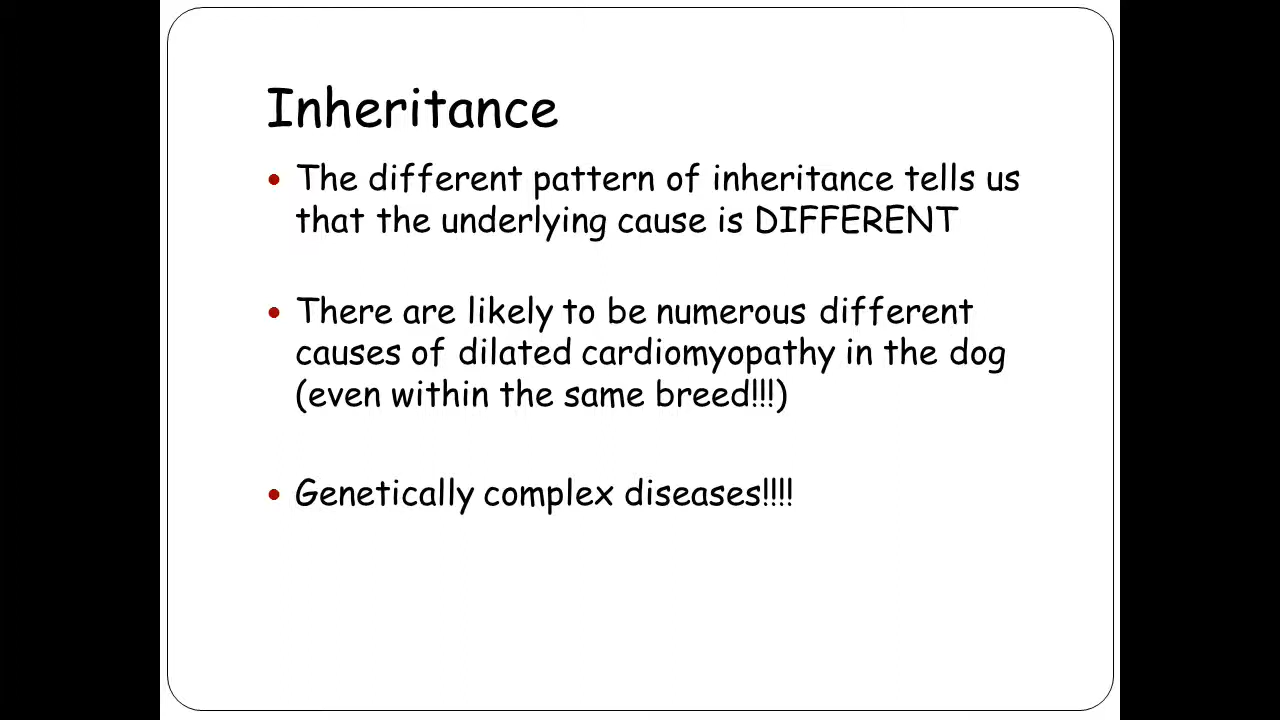 Inheritance
• The different pattern of inheritance tells us
that the underlying cause is DIFFERENT
• There are likely to be numerous different
causes of dilated cardiomyopathy in the dog
(even within the same breed!!!)
• Genetically complex diseases!!!!